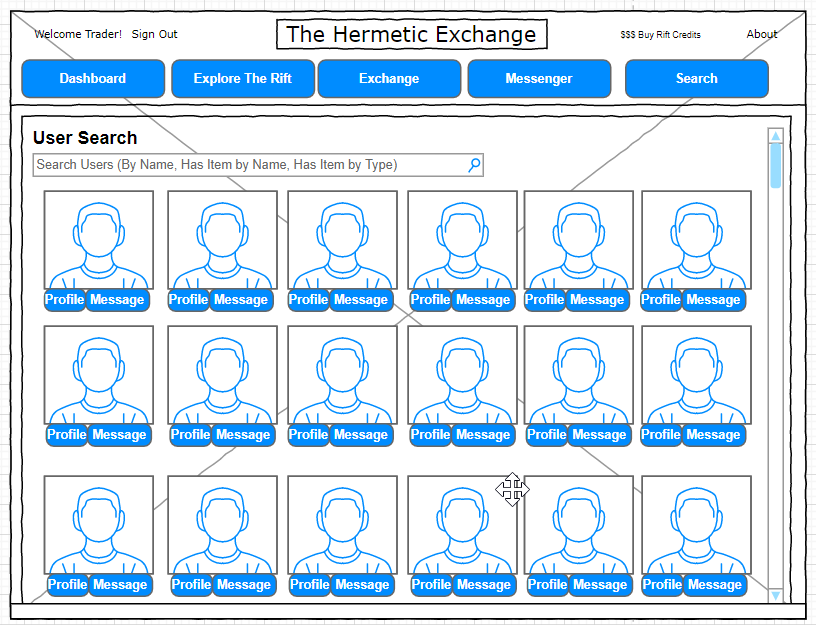 Welcome Trader! Sign Out The Hermetic Exchange $$$ Buy Rift Credits About
Dashboard Explore The Rift Exchange Messenger Search
User Search
Search Users (By Name, Has Item by Name, Has Item by Type)
Profile Message Profile Message Profile Message Profile Message Profile Message Profile Message
Profile Message Profile Message Profile Message Profile Message Profile Message Profile Message
Profile Message Profile Message Profile Message Profile Message Profile Message Profile Message